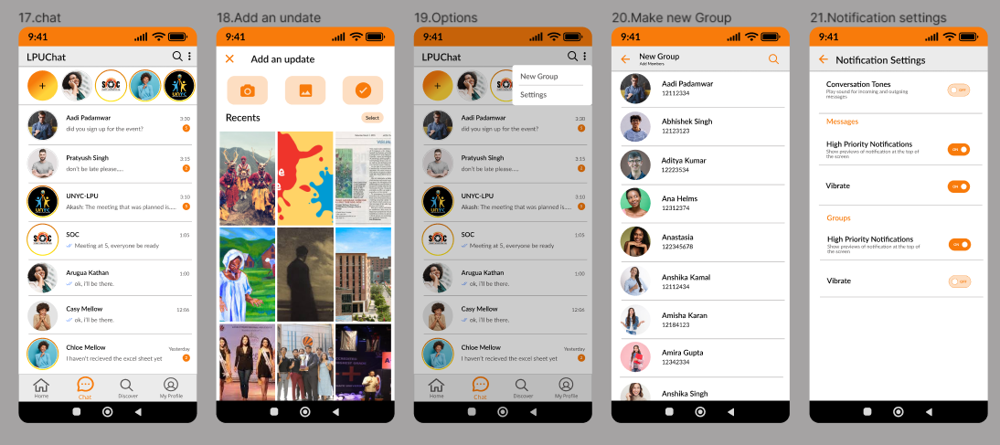 17.chat
9:41
LPUChat
+
SOC
UNYC
Aadi Padamwar
3:30
did you sign up for the event?
Pratyush Singh
3:15
don't be late please.....
UNYC-LPU
3:10
Akash: The meeting that was planned is.....
SOC
1:05
Meeting at 5, everyone be ready
Arugua Kathan
1:00
ok, i'll be there.
Casy Mellow
12:06
ok, i'll be there.
Chloe Mellow
Yesterday
I haven't recieved the excel sheet yet
Home
Chat
Discover
My Profile
18.Add an undate
9:41
Add an update
Recents
Select
VISUAL
19.Options
9:41
LPUChat
New Group
Settings
+
Aadi Padamwar
3:30
did you sign up for the event?
Pratyush Singh
3:15
don't be late please.....
UNYC-LPU
3:10
Akash: The meeting that was planned is.....
SOC
1:05
Meeting at 5, everyone be ready
Arugua Kathan
1:00
ok, i'll be there.
Casy Mellow
12:06
ok, i'll be there.
Chloe Mellow
Yesterday
I haven't recieved the excel sheet yet
Home
Chat
Discover
My Profile
20.Make new Group
9:41
New Group
Add Members
Aadi Padamwar
12112334
Abhishek Singh
12123123
Aditya Kumar
12223534
Ana Helms
12312374
Anastasia
122345678
Anshika Kamal
12112434
Amisha Karan
12184123
Amira Gupta
12342334
Anshika Singh
21.Notification settings
9:41
Notification Settings
Conversation Tones
Play sound for incoming and outgoing
messages
OFF
Messages
High Priority Notifications
Show previews of notification at the top of
the screen
ON
Vibrate
ON
Groups
High Priority Notifications
Show previews of notification at the top of
the screen
ON
Vibrate
OFF